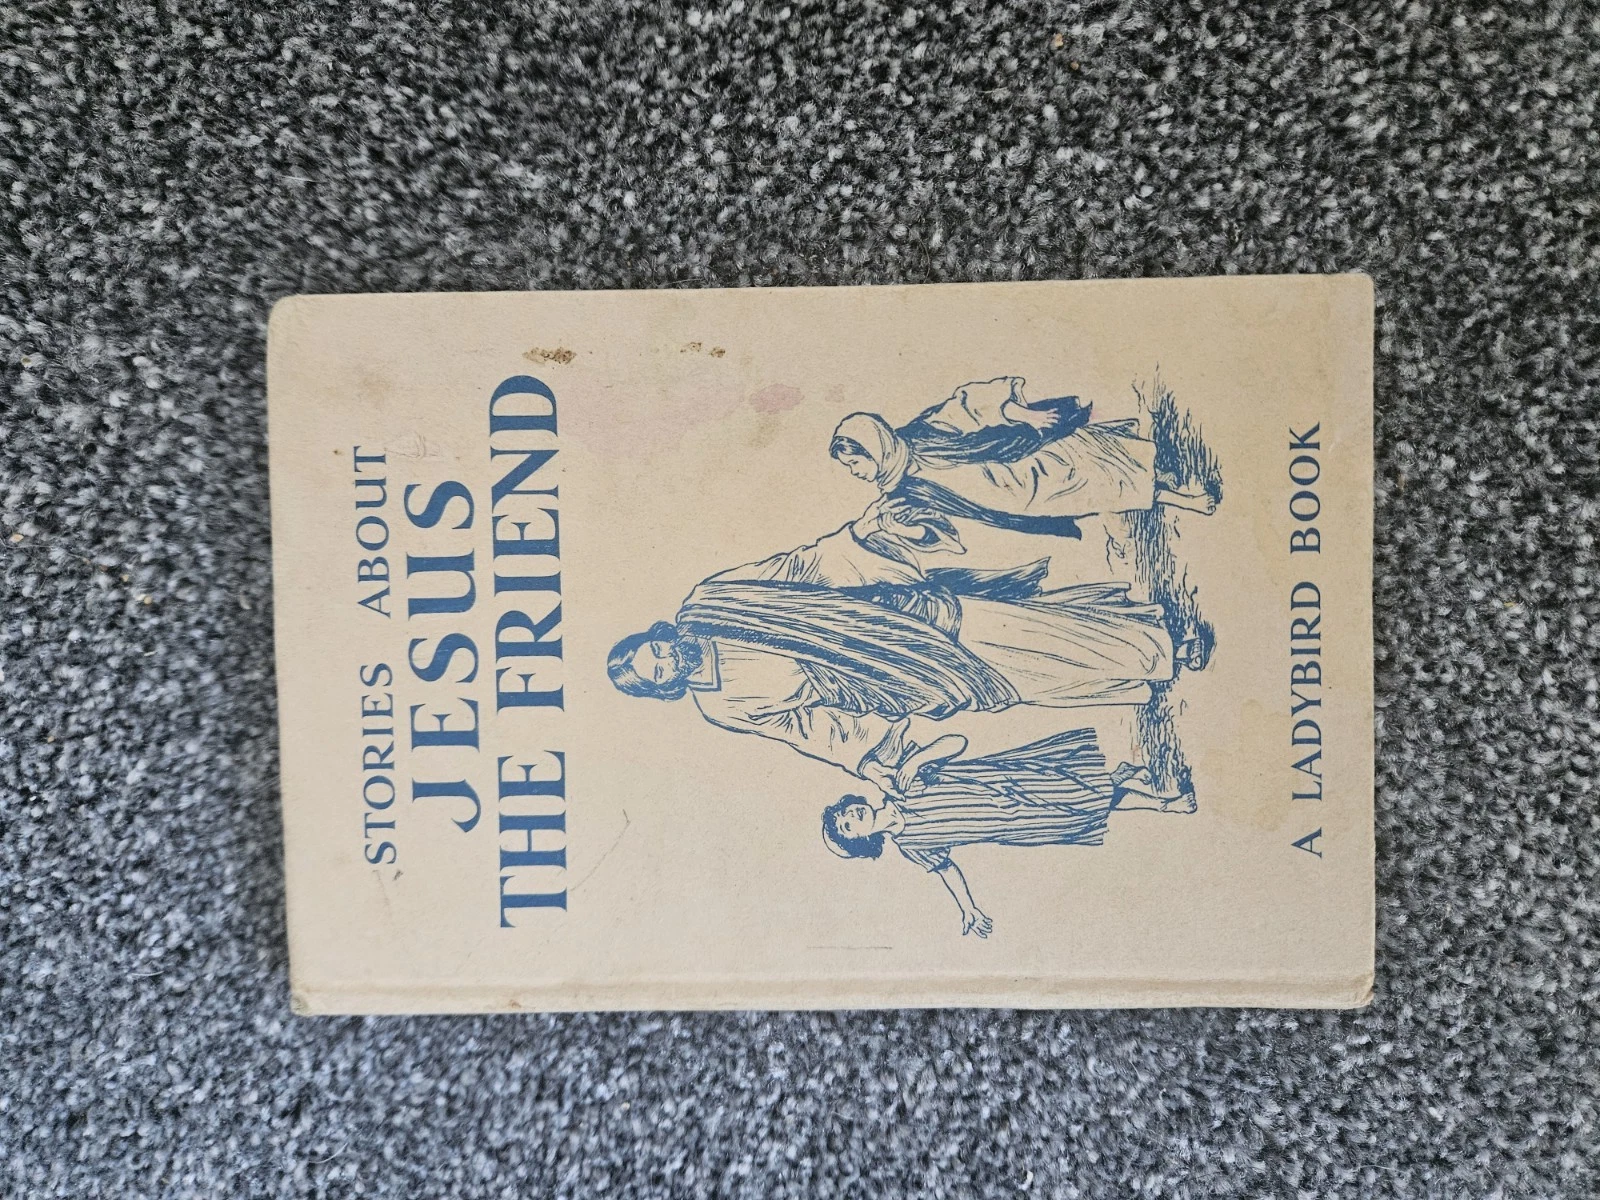 STORIES ABOUT
JESUS
THE FRIEND
A LADYBIRD BOOK